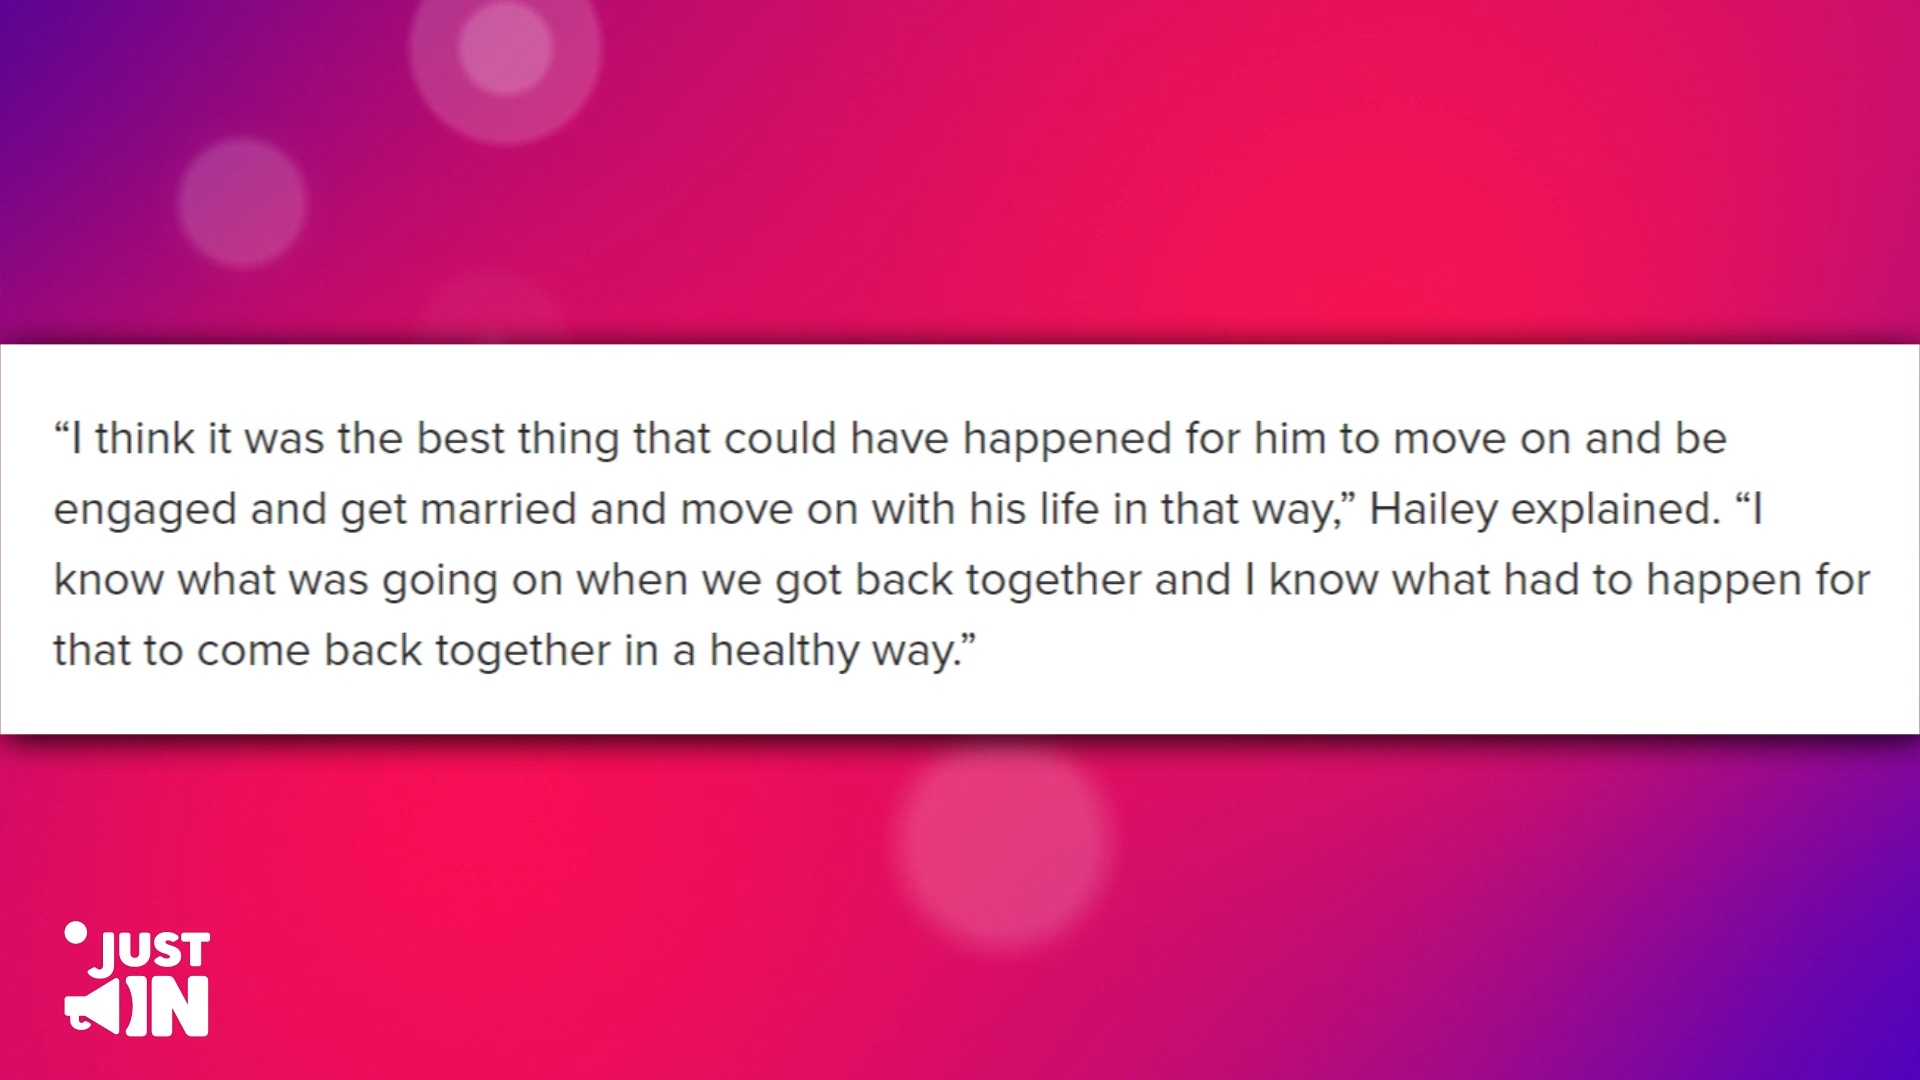 “I think it was the best thing that could have happened for him to move on and be
engaged and get married and move on with his life in that way,” Hailey explained. “I
know what was going on when we got back together and I know what had to happen for
that to come back together in a healthy way.”
JUST
IN